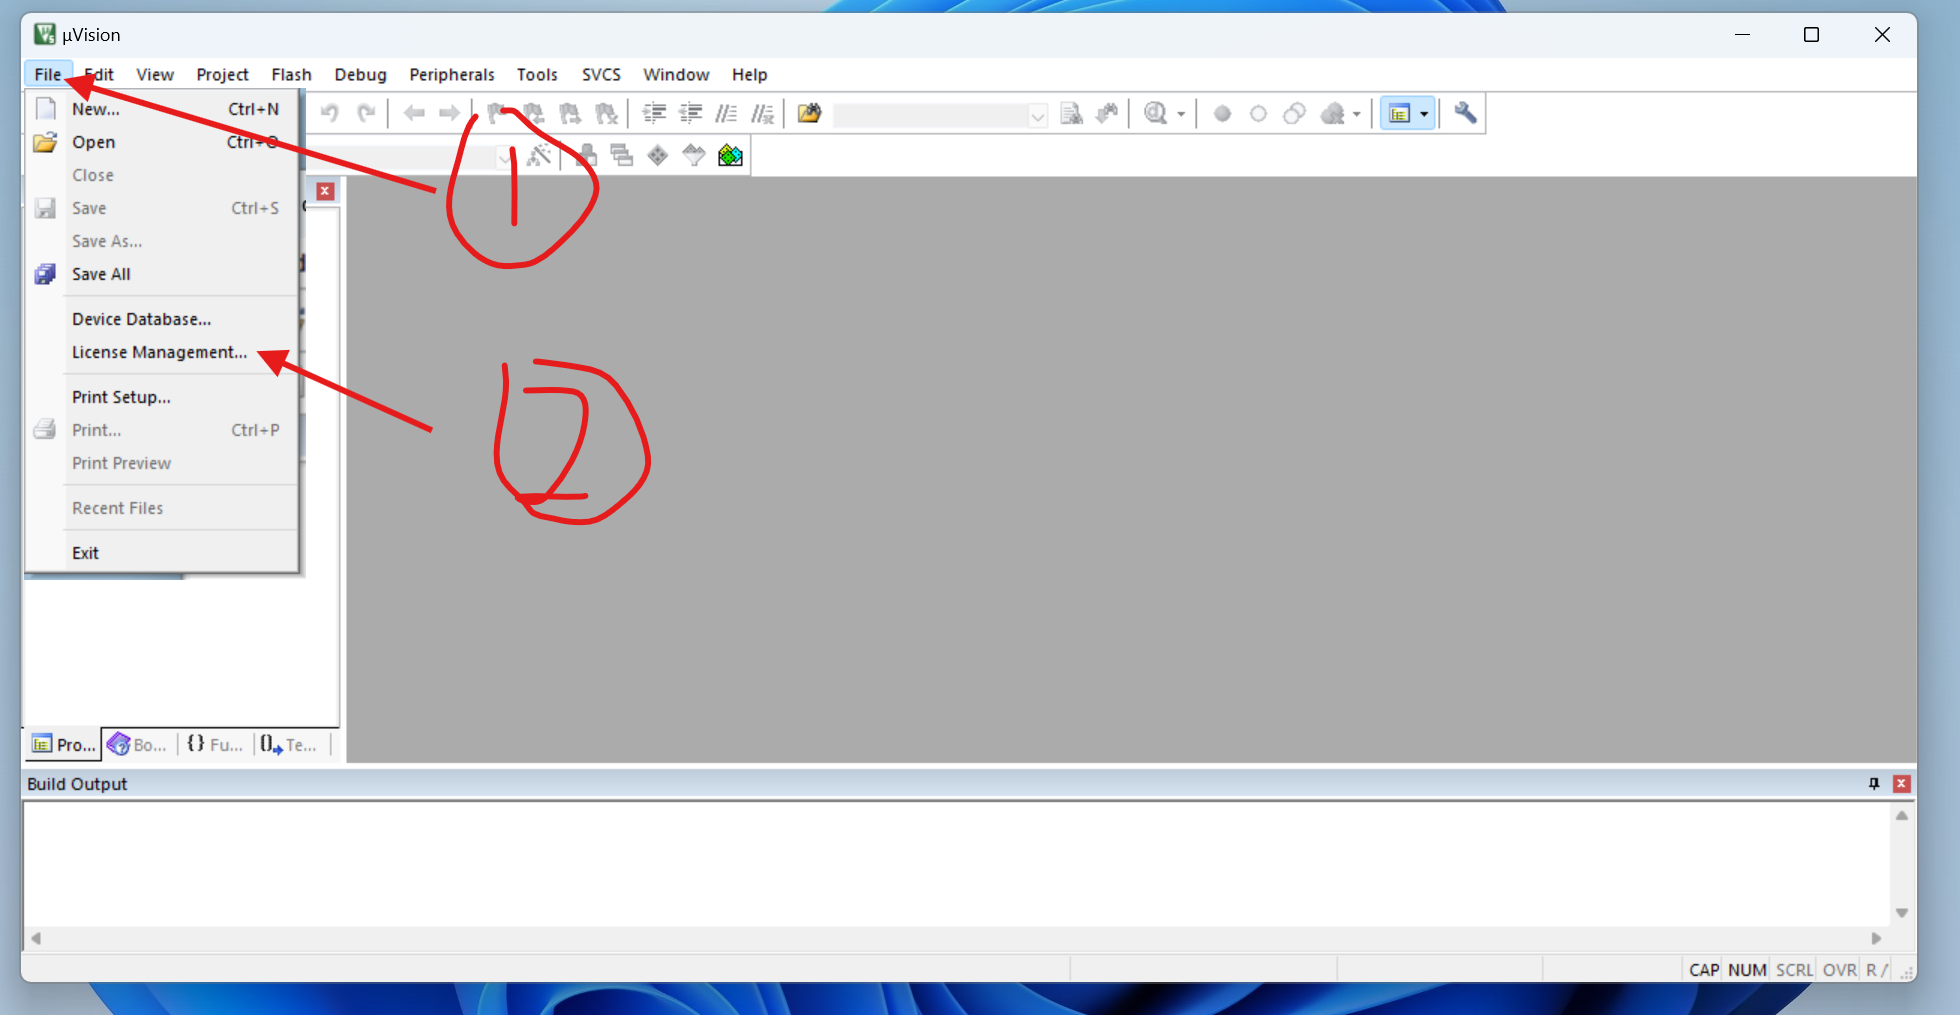 µVision
File Edit View Project Flash Debug Peripherals Tools SVCS Window Help
New... Ctrl+N
Open Ctrl+O
Close
Save Ctrl+S
Save As...
Save All
Device Database...
License Management...
Print Setup...
Print... Ctrl+P
Print Preview
Recent Files
Exit
1
2
Pro... Bo... {} Fu... Te...
Build Output
CAP NUM SCRL OVR R /